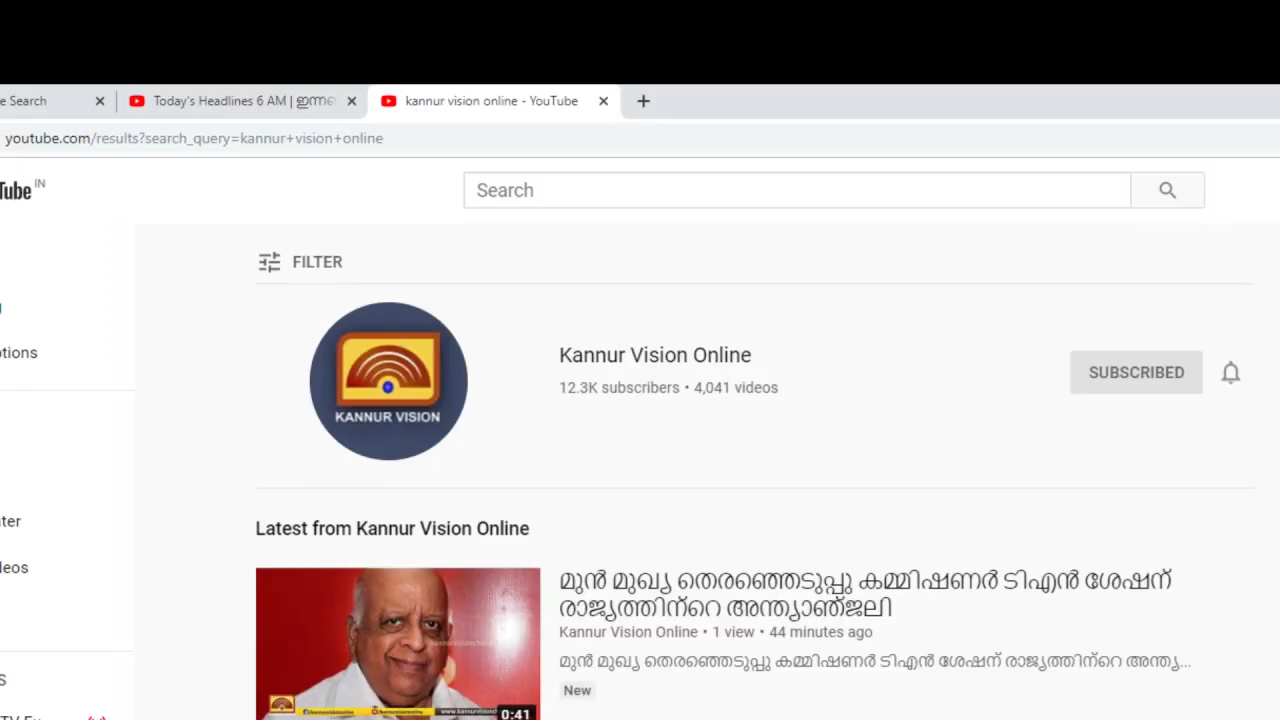 e Search
Today's Headlines 6 AM |
kannur vision online - YouTube
youtube.com/results?search_query=kannur+vision+online
Tube IN
Search
FILTER
KANNUR VISION
Kannur Vision Online
12.3K subscribers • 4,041 videos
SUBSCRIBED
ptions
Latest from Kannur Vision Online
മുൻ മുഖ്യ തെരഞ്ഞെടുപ്പു കമ്മിഷണർ ടിഎൻ ശേഷന്
രാജ്യത്തിന്റെ അന്ത്യാഞ്ജലി
Kannur Vision Online • 1 view • 44 minutes ago
മുൻ മുഖ്യ തെരഞ്ഞെടുപ്പു കമ്മിഷണർ ടിഎൻ ശേഷന് രാജ്യത്തിന്റെ അന്ത്യ...
New
0:41
nter
deos
S